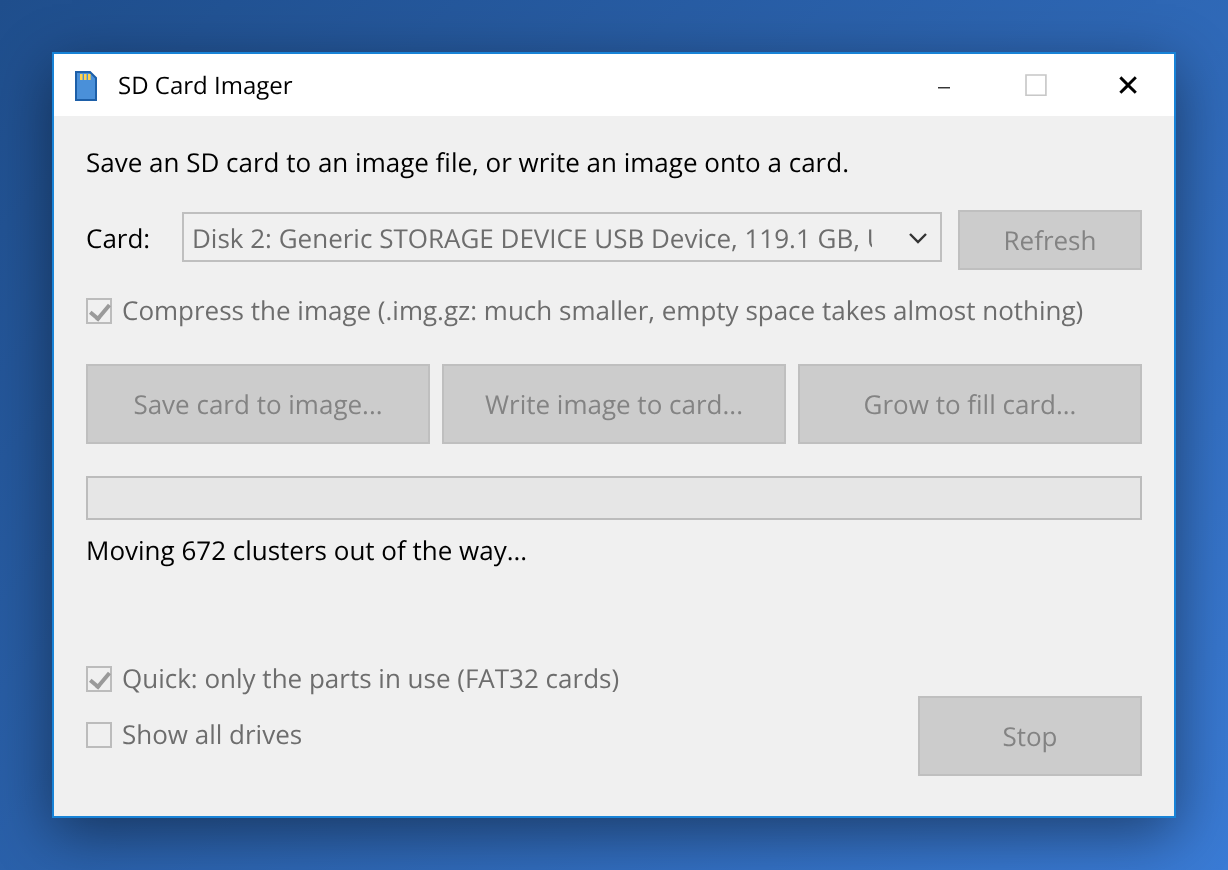 SD Card Imager
Save an SD card to an image file, or write an image onto a card.
Card:
Disk 2: Generic STORAGE DEVICE USB Device, 119.1 GB,
Refresh
Compress the image (.img.gz: much smaller, empty space takes almost nothing)
Save card to image...
Write image to card...
Grow to fill card...
Moving 672 clusters out of the way...
Quick: only the parts in use (FAT32 cards)
Show all drives
Stop